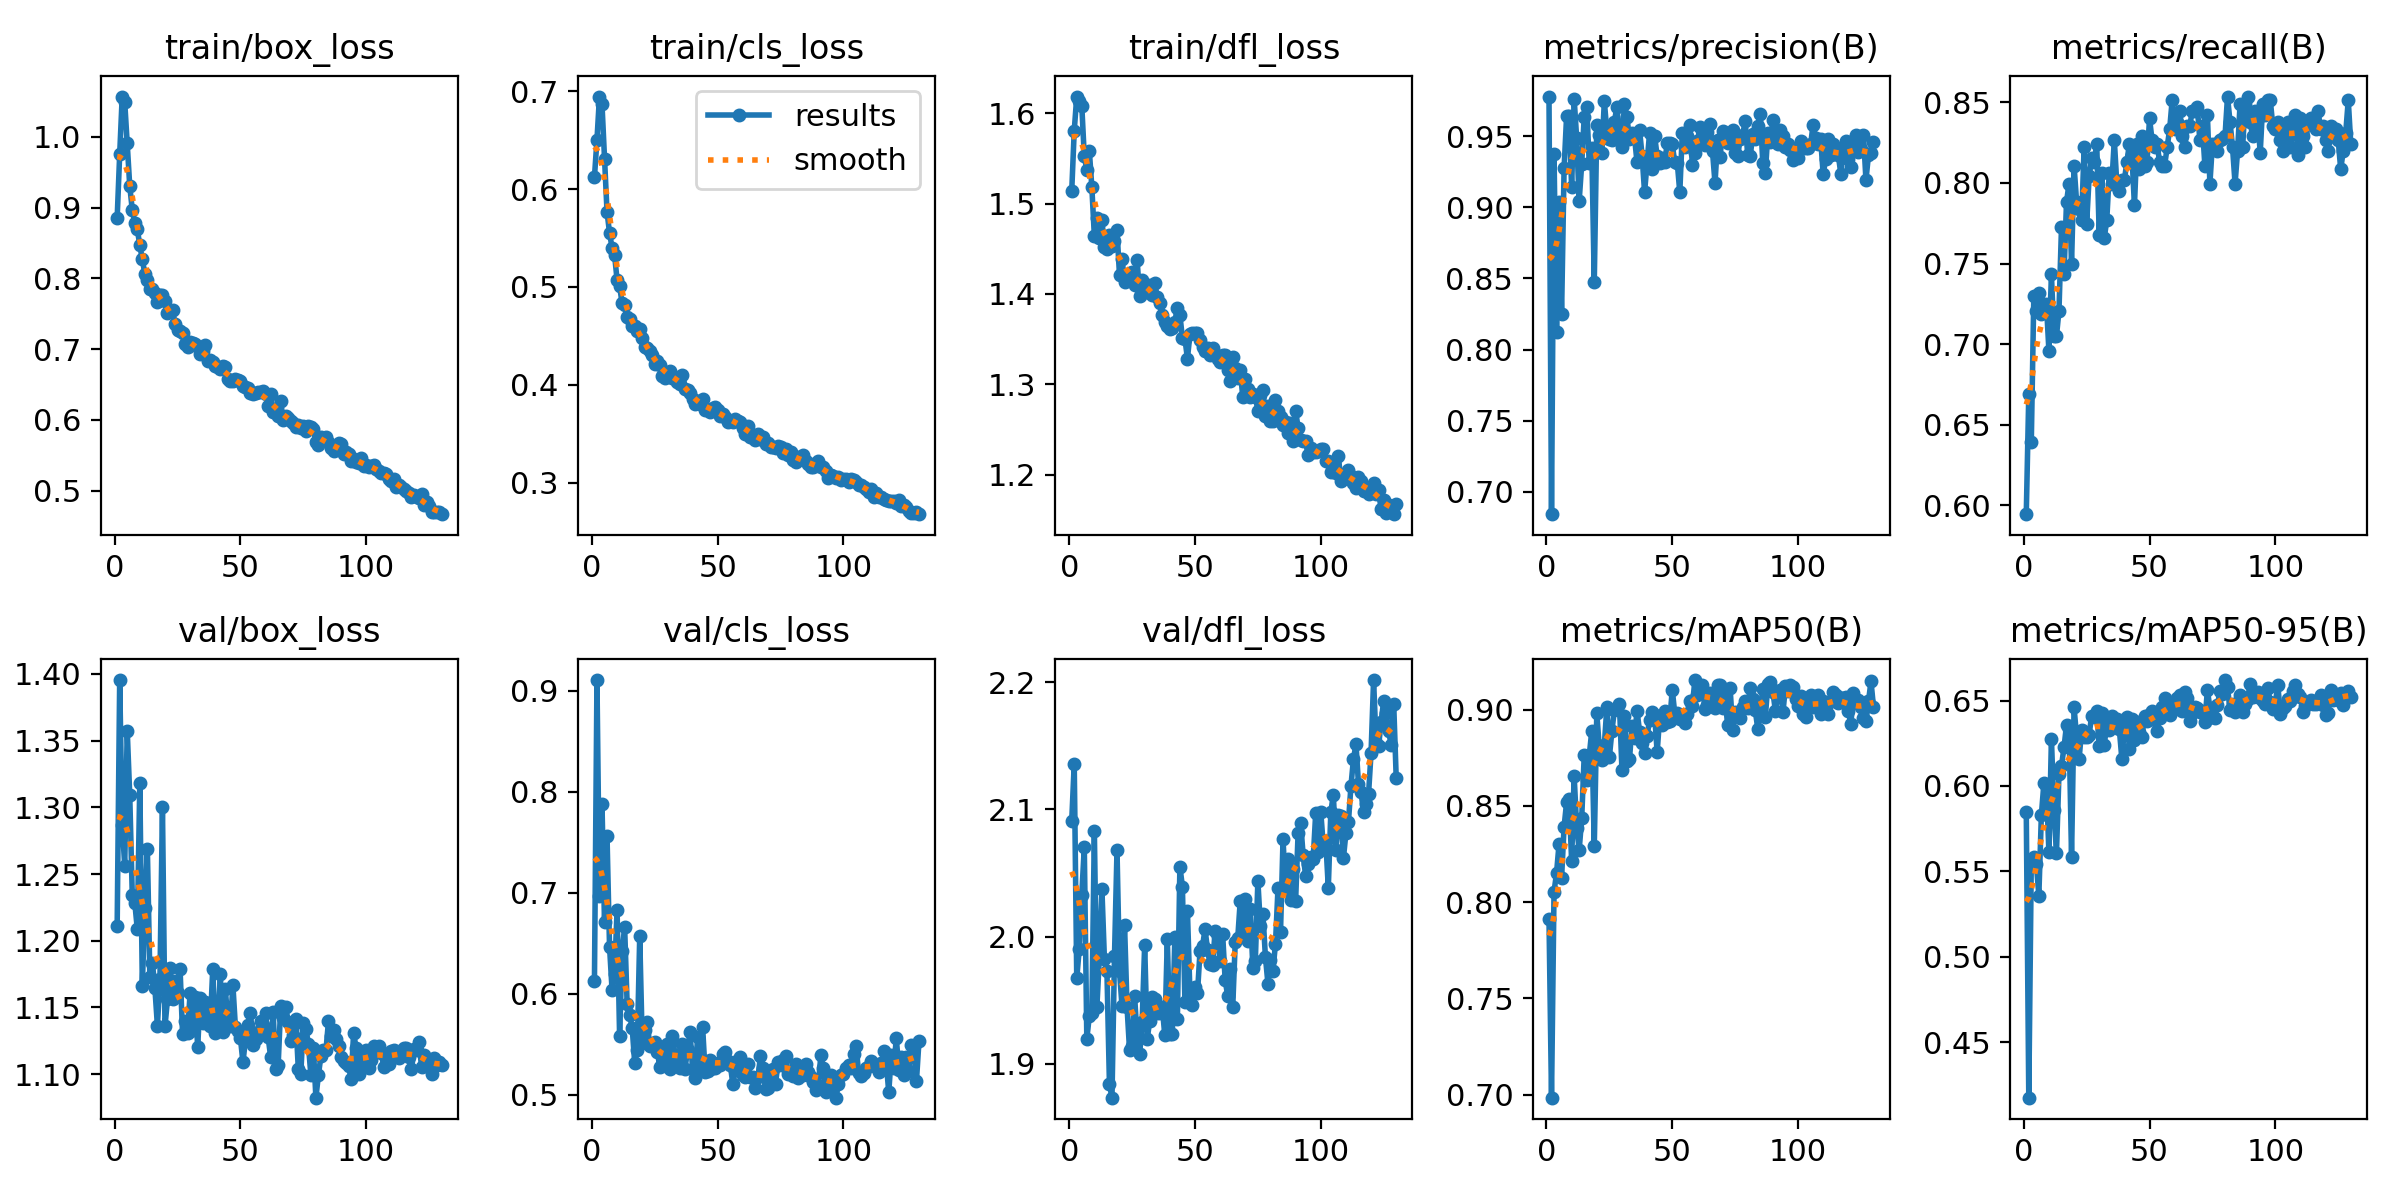 train/box_loss
train/cls_loss
train/dfl_loss
metrics/precision(B)
metrics/recall(B)
1.0
0.9
0.8
0.7
0.6
0.5
0 50 100
0.7
0.6
0.5
0.4
0.3
results
smooth
0 50 100
1.6
1.5
1.4
1.3
1.2
0 50 100
0.95
0.90
0.85
0.80
0.75
0.70
0 50 100
0.85
0.80
0.75
0.70
0.65
0.60
0 50 100
val/box_loss
val/cls_loss
val/dfl_loss
metrics/mAP50(B)
metrics/mAP50-95(B)
1.40
1.35
1.30
1.25
1.20
1.15
1.10
0 50 100
0.9
0.8
0.7
0.6
0.5
0 50 100
2.2
2.1
2.0
1.9
0 50 100
0.90
0.85
0.80
0.75
0.70
0 50 100
0.65
0.60
0.55
0.50
0.45
0 50 100